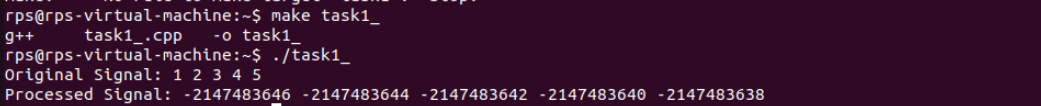 rps@rps-virtual-machine:~$ make task1_
g++     task1_.cpp   -o task1_
rps@rps-virtual-machine:~$ ./task1_
Original Signal: 1 2 3 4 5
Processed Signal: -2147483646 -2147483644 -2147483642 -2147483640 -2147483638